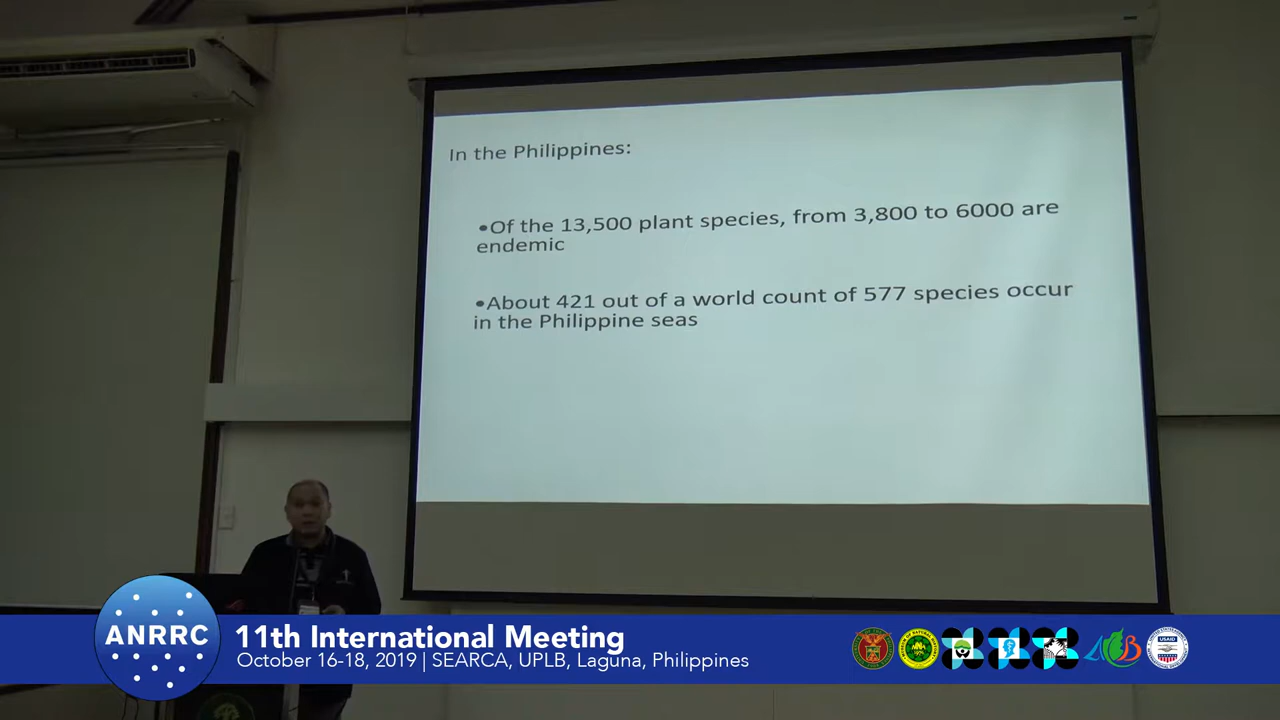 In the Philippines:
•Of the 13,500 plant species, from 3,800 to 6000 are
endemic
•About 421 out of a world count of 577 species occur
in the Philippine seas
ANRRC
11th International Meeting
October 16-18, 2019 | SEARCA, UPLB, Laguna, Philippines
USAID